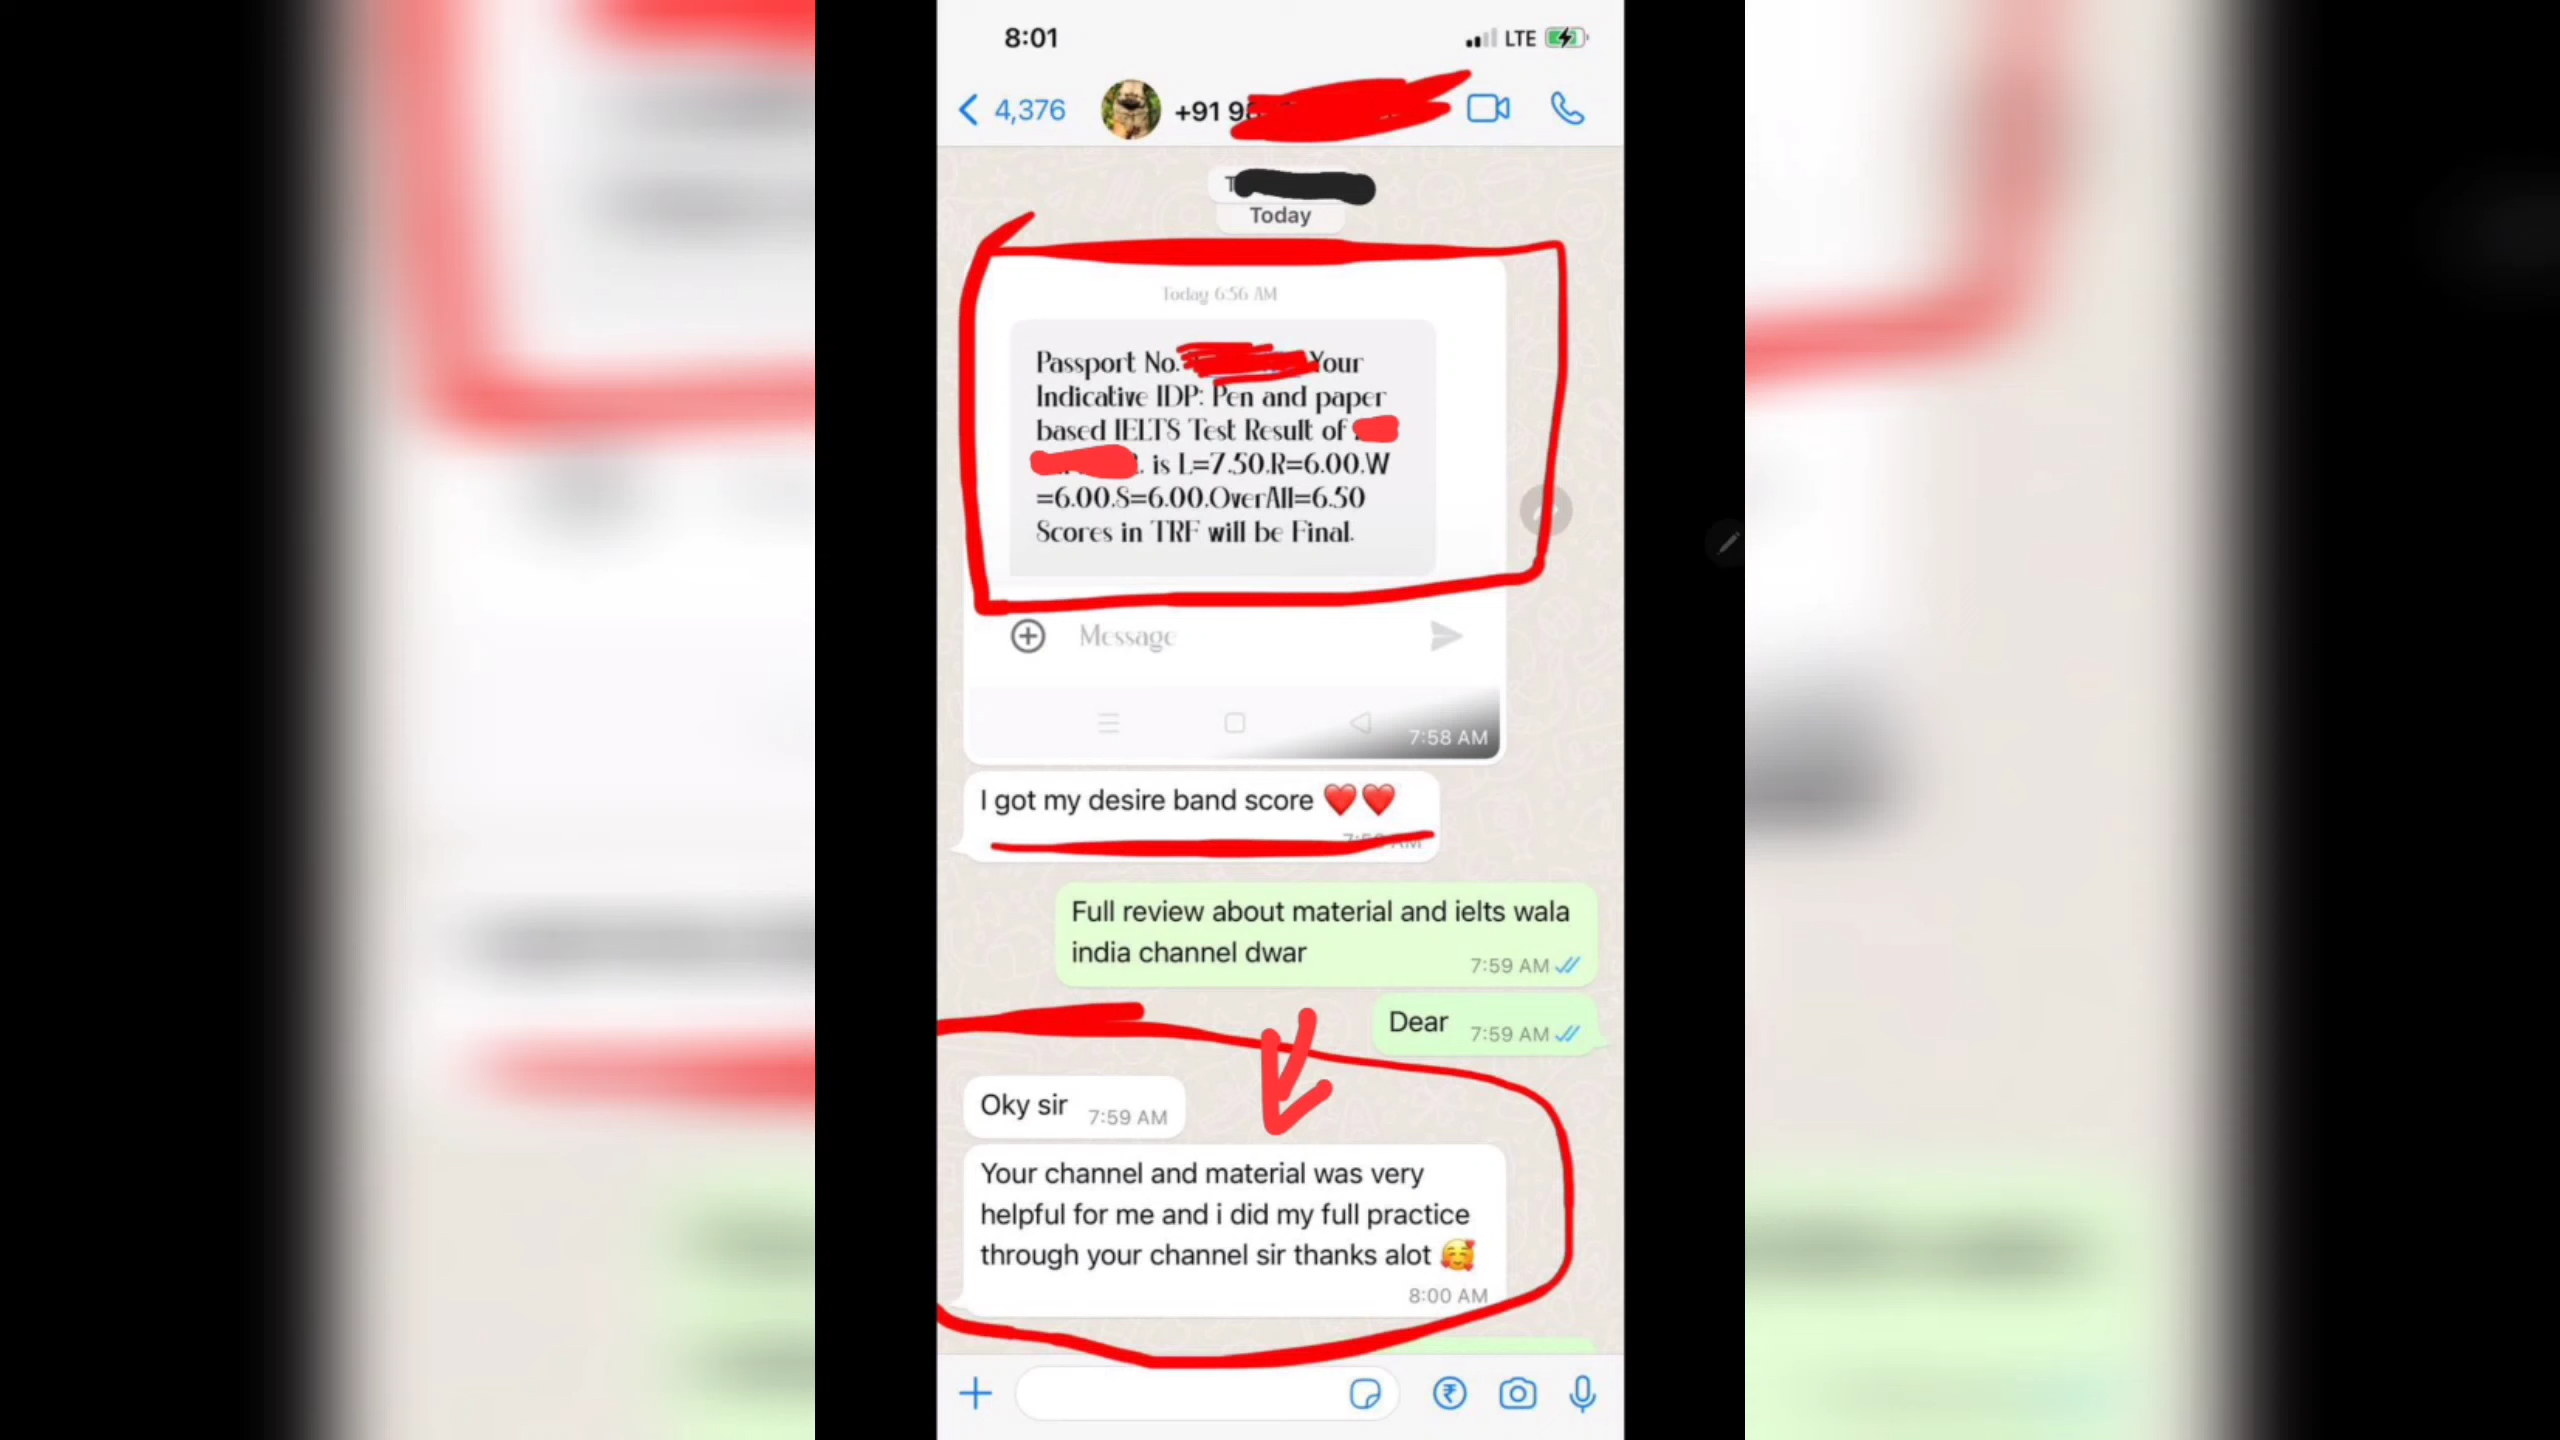 8:01
LTE
4,376
+91 9
Today
Today 6:56 AM
Passport No. Your
Indicative IDP: Pen and paper
based IELTS Test Result of
is L=7.50.R=6.00.W
=6.00.S=6.00.OverAll=6.50
Scores in TRF will be Final.
Message
7:58 AM
I got my desire band score ❤️❤️
Full review about material and ielts wala
india channel dwar
7:59 AM
Dear
7:59 AM
Oky sir
7:59 AM
Your channel and material was very
helpful for me and i did my full practice
through your channel sir thanks alot 🥰
8:00 AM